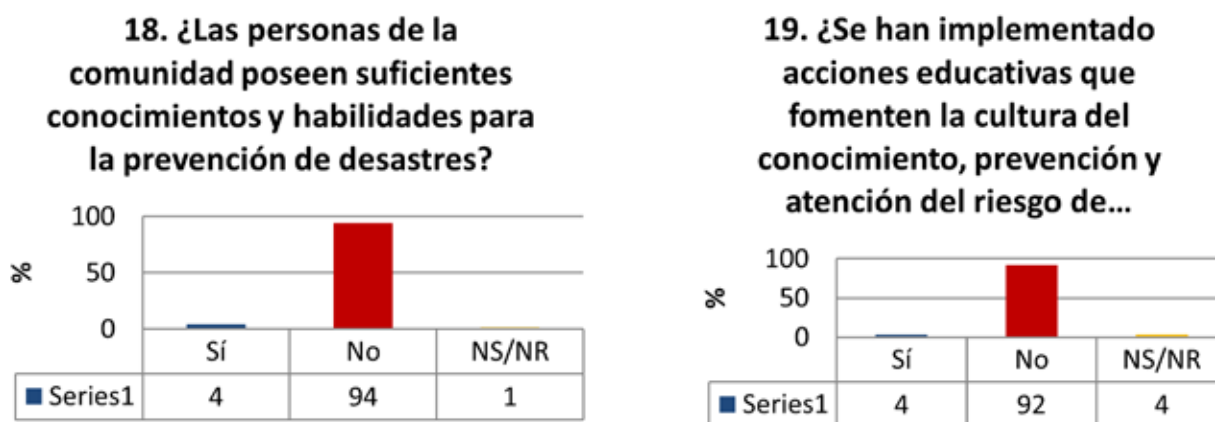 18. ¿Las personas de la
comunidad poseen suficientes
conocimientos y habilidades para
la prevención de desastres?
100
50
0
%
Sí No NS/NR
Series1 4 94 1
19. ¿Se han implementado
acciones educativas que
fomenten la cultura del
conocimiento, prevención y
atención del riesgo de...
100
50
0
%
Sí No NS/NR
Series1 4 92 4